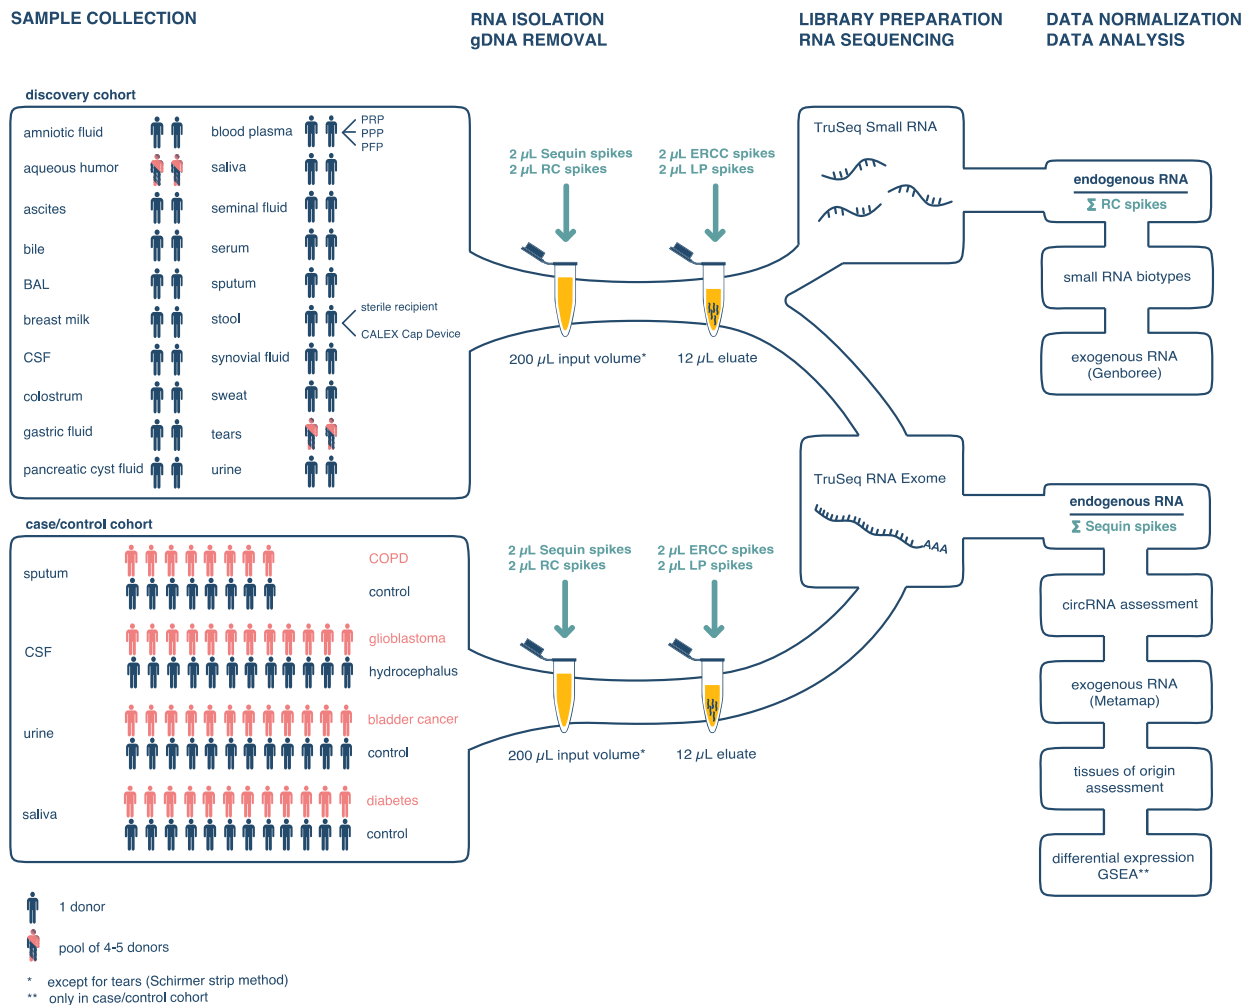 SAMPLE COLLECTION
RNA ISOLATION
gDNA REMOVAL
LIBRARY PREPARATION
RNA SEQUENCING
DATA NORMALIZATION
DATA ANALYSIS
discovery cohort
amniotic fluid
aqueous humor
ascites
bile
BAL
breast milk
CSF
colostrum
gastric fluid
pancreatic cyst fluid
blood plasma
PRP
PPP
PFP
saliva
seminal fluid
serum
sputum
stool
sterile recipient
CALEX Cap Device
synovial fluid
sweat
tears
urine
2 µL Sequin spikes
2 µL RC spikes
2 µL ERCC spikes
2 µL LP spikes
200 µL input volume*
12 µL eluate
TruSeq Small RNA
endogenous RNA
Σ RC spikes
small RNA biotypes
exogenous RNA
(Genboree)
case/control cohort
sputum
COPD
control
CSF
glioblastoma
hydrocephalus
urine
bladder cancer
control
saliva
diabetes
control
2 µL Sequin spikes
2 µL RC spikes
2 µL ERCC spikes
2 µL LP spikes
200 µL input volume*
12 µL eluate
TruSeq RNA Exome
AAA
endogenous RNA
Σ Sequin spikes
circRNA assessment
exogenous RNA
(Metamap)
tissues of origin
assessment
differential expression
GSEA**
1 donor
pool of 4-5 donors
* except for tears (Schirmer strip method)
** only in case/control cohort